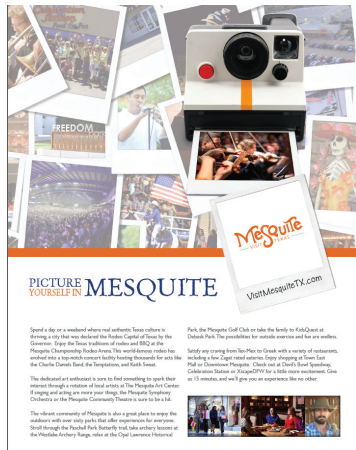 FREEDOM
MESQUITE
VISIT TEXAS
VisitMesquiteTX.com
PICTURE
YOURSELF IN
MESQUITE
Spend a day or a weekend where real authentic Texas culture is
thriving, a city that was declared the Rodeo Capital of Texas by the
Governor. Enjoy the Texas traditions of rodeo and BBQ at the
Mesquite Championship Rodeo Arena. This world-famous rodeo has
evolved into a top-notch concert facility hosting thousands for acts like
the Charlie Daniels Band, the Temptations, and Keith Sweat.
The dedicated art enthusiast is sure to find something to spark their
interest through a rotation of local artists at The Mesquite Art Center
If singing and acting are more your things, the Mesquite Symphony
Orchestra or the Mesquite Community Theatre is sure to be a hit.
The vibrant community of Mesquite is also a great place to enjoy the
outdoors with over sixty parks that offer experiences for everyone.
Stroll through the Paschall Park Butterfly trail, take archery lessons at
the Westlake Archery Range, relax at the Opal Lawrence Historical
Park, the Mesquite Golf Club or take the family to KidsQuest at
Debusk Park. The possibilities for outside exercise and fun are endless.
Satisfy any craving from Tex-Mex to Greek with a variety of restaurants,
including a few Zagat rated eateries. Enjoy shopping at Town East
Mall or Downtown Mesquite. Check out at Devil's Bowl Speedway,
Celebration Station or XscapeDFW for a little more excitement. Give
us 15 minutes, and we'll give you an experience like no other.